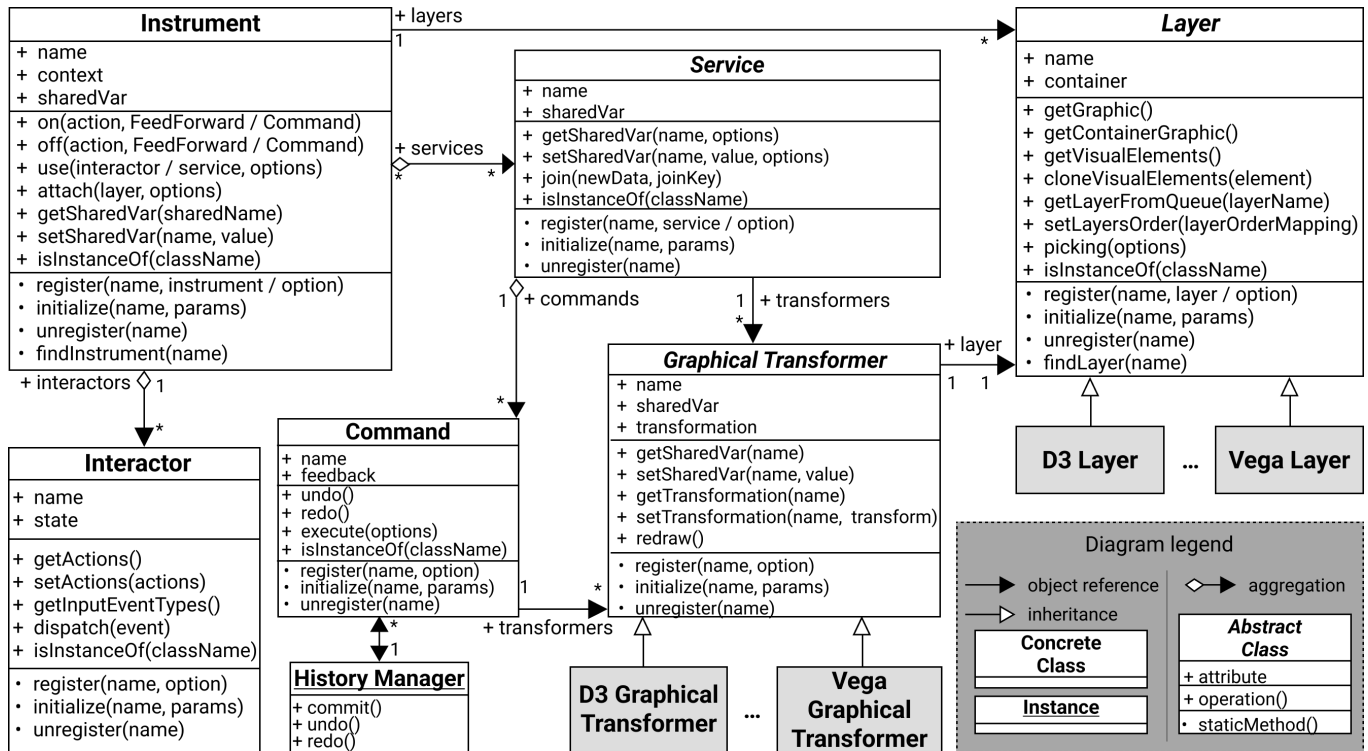 Instrument
+ name
+ context
+ sharedVar
+ on(action, FeedForward / Command)
+ off(action, FeedForward / Command)
+ use(interactor / service, options)
+ attach(layer, options)
+ getSharedVar(sharedName)
+ setSharedVar(name, value)
+ isInstanceOf(className)
• register(name, instrument / option)
• initialize(name, params)
• unregister(name)
• findInstrument(name)
+ layers
1
*
+ services
*
*
Service
+ name
+ sharedVar
+ getSharedVar(name, options)
+ setSharedVar(name, value, options)
+ join(newData, joinKey)
+ isInstanceOf(className)
• register(name, service / option)
• initialize(name, params)
• unregister(name)
Layer
+ name
+ container
+ getGraphic()
+ getContainerGraphic()
+ getVisualElements()
+ cloneVisualElements(element)
+ getLayerFromQueue(layerName)
+ setLayersOrder(layerOrderMapping)
+ picking(options)
+ isInstanceOf(className)
• register(name, layer / option)
• initialize(name, params)
• unregister(name)
• findLayer(name)
+ interactors
1
*
1
+ commands
*
1
+ transformers
*
+ layer
1
1
Interactor
+ name
+ state
+ getActions()
+ setActions(actions)
+ getInputEventTypes()
+ dispatch(event)
+ isInstanceOf(className)
• register(name, option)
• initialize(name, params)
• unregister(name)
Command
+ name
+ feedback
+ undo()
+ redo()
+ execute(options)
+ isInstanceOf(className)
• register(name, option)
• initialize(name, params)
• unregister(name)
1
*
+ transformers
*
1
History Manager
+ commit()
+ undo()
+ redo()
Graphical Transformer
+ name
+ sharedVar
+ transformation
+ getSharedVar(name)
+ setSharedVar(name, value)
+ getTransformation(name)
+ setTransformation(name, transform)
+ redraw()
• register(name, option)
• initialize(name, params)
• unregister(name)
D3 Graphical
Transformer
...
Vega
Graphical
Transformer
D3 Layer
...
Vega Layer
Diagram legend
object reference
inheritance
aggregation
Concrete
Class
Instance
Abstract
Class
+ attribute
+ operation()
• staticMethod()